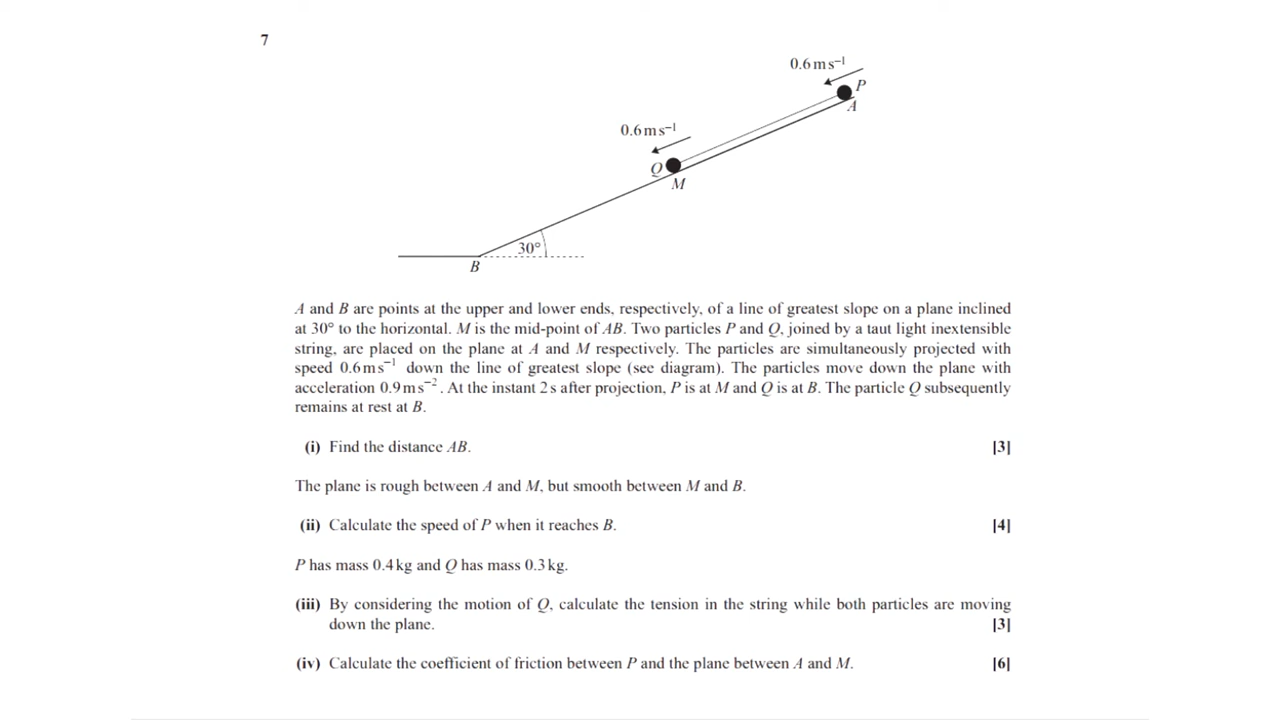 7
0.6 m s⁻¹
P
A
0.6 m s⁻¹
Q
M
30°
B
A and B are points at the upper and lower ends, respectively, of a line of greatest slope on a plane inclined
at 30° to the horizontal. M is the mid-point of AB. Two particles P and Q, joined by a taut light inextensible
string, are placed on the plane at A and M respectively. The particles are simultaneously projected with
speed 0.6 m s⁻¹ down the line of greatest slope (see diagram). The particles move down the plane with
acceleration 0.9 m s⁻². At the instant 2 s after projection, P is at M and Q is at B. The particle Q subsequently
remains at rest at B.
(i) Find the distance AB. [3]
The plane is rough between A and M, but smooth between M and B.
(ii) Calculate the speed of P when it reaches B. [4]
P has mass 0.4 kg and Q has mass 0.3 kg.
(iii) By considering the motion of Q, calculate the tension in the string while both particles are moving
down the plane. [3]
(iv) Calculate the coefficient of friction between P and the plane between A and M. [6]